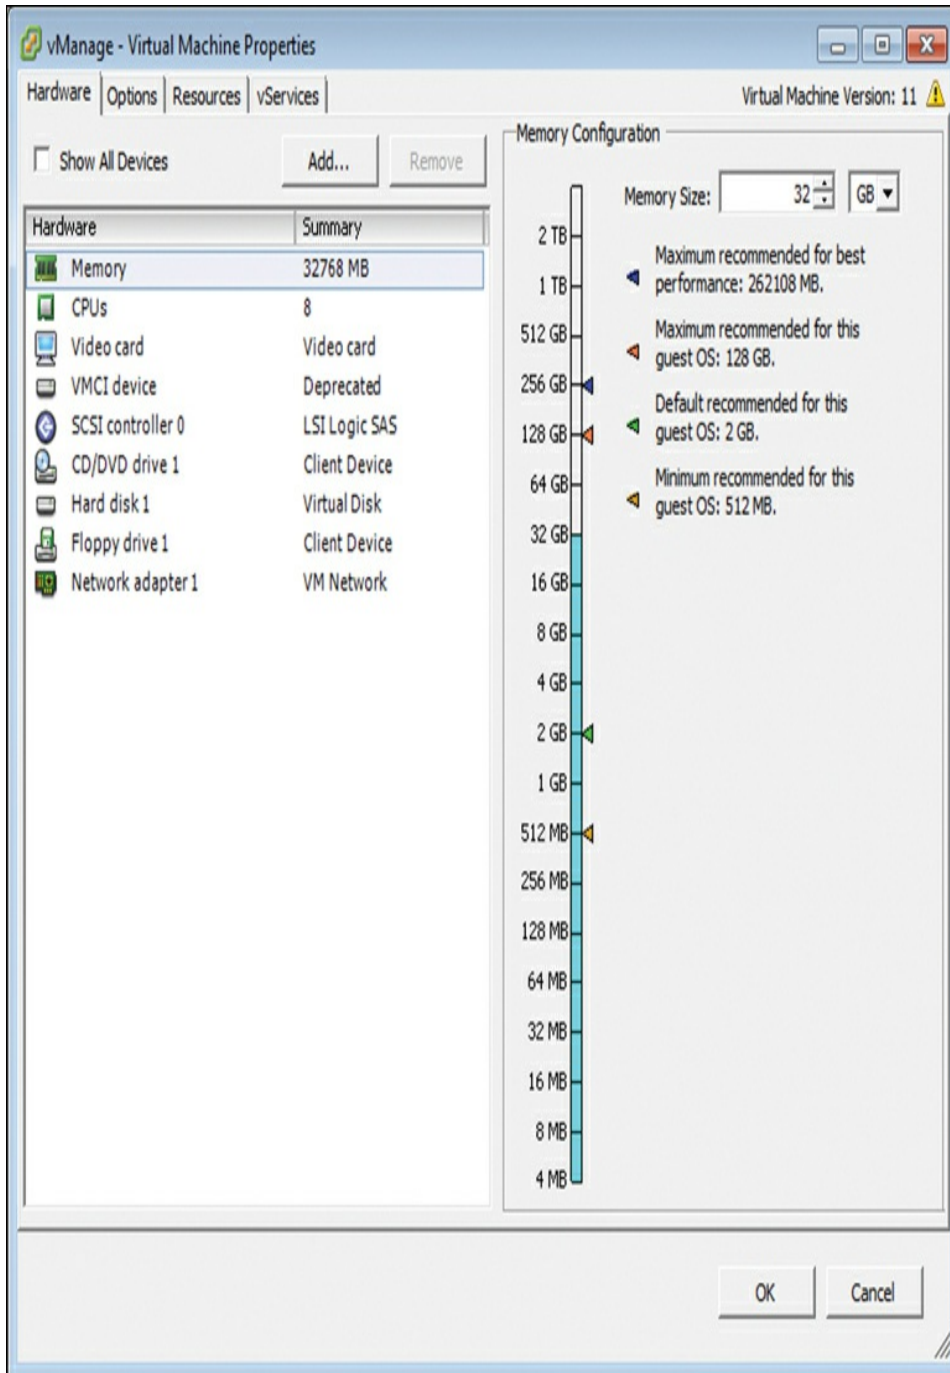 vManage - Virtual Machine Properties
Hardware Options Resources vServices
Virtual Machine Version: 11
Show All Devices
Add...
Remove
Hardware Summary
Memory 32768 MB
CPUs 8
Video card Video card
VMCI device Deprecated
SCSI controller 0 LSI Logic SAS
CD/DVD drive 1 Client Device
Hard disk 1 Virtual Disk
Floppy drive 1 Client Device
Network adapter 1 VM Network
Memory Configuration
Memory Size: 32 GB
2 TB
1 TB
512 GB
256 GB
128 GB
64 GB
32 GB
16 GB
8 GB
4 GB
2 GB
1 GB
512 MB
256 MB
128 MB
64 MB
32 MB
16 MB
8 MB
4 MB
Maximum recommended for best
performance: 262108 MB.
Maximum recommended for this
guest OS: 128 GB.
Default recommended for this
guest OS: 2 GB.
Minimum recommended for this
guest OS: 512 MB.
OK
Cancel